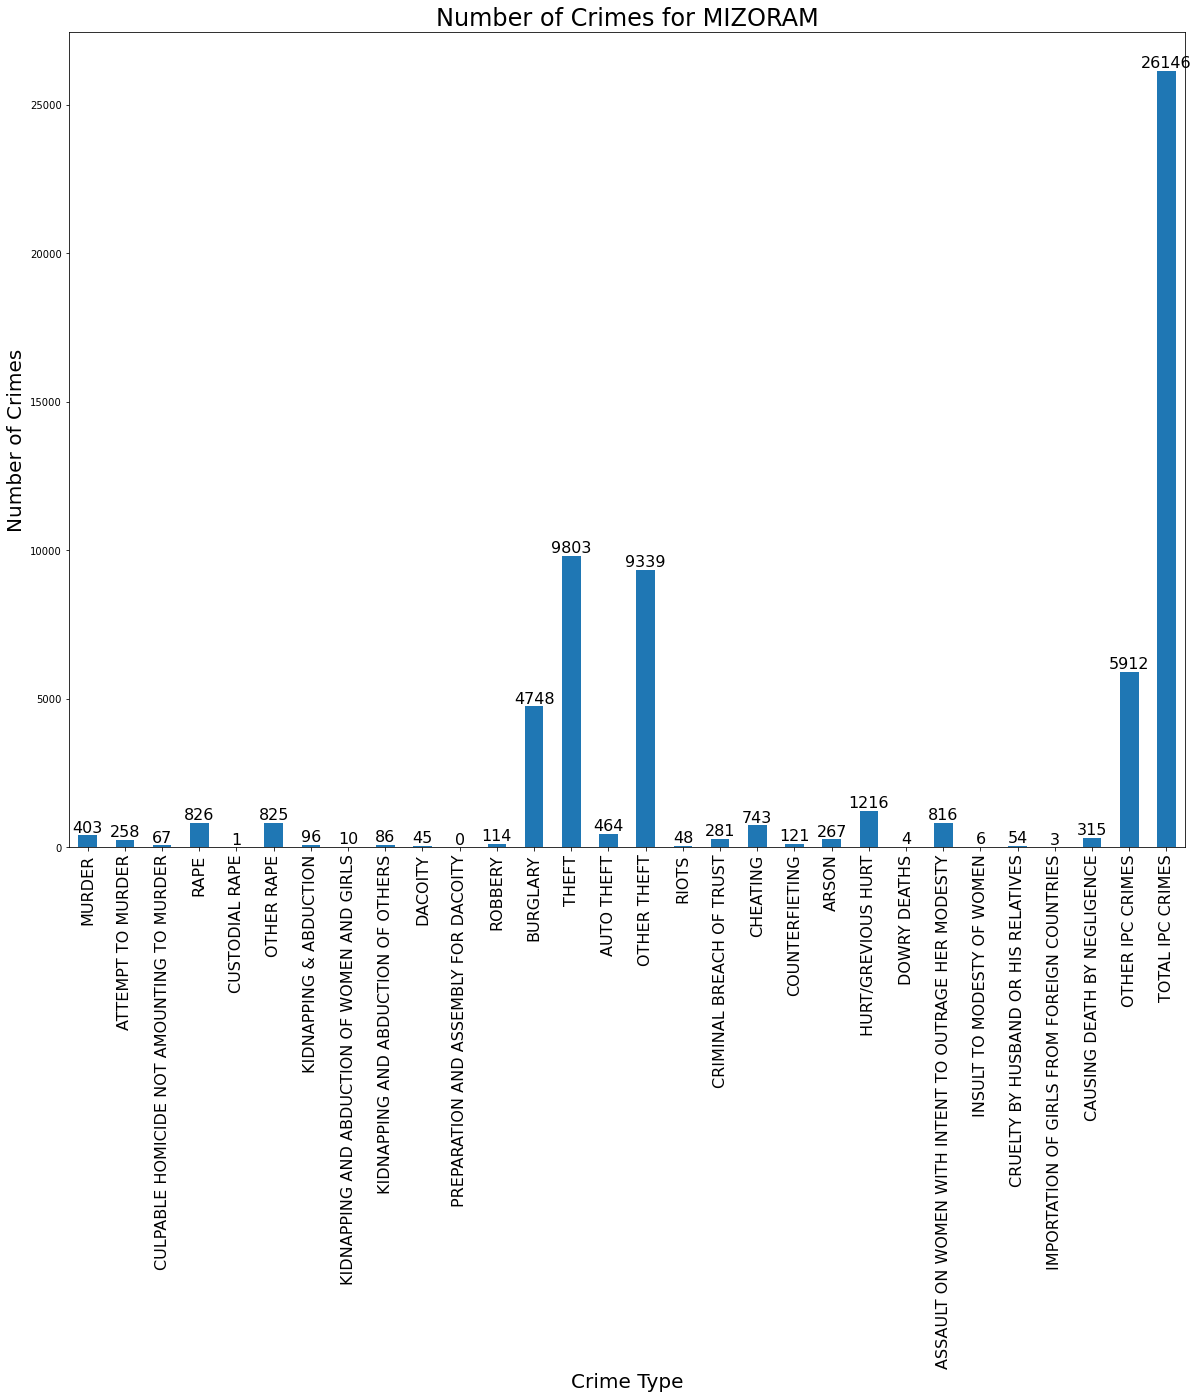 Number of Crimes for MIZORAM
Number of Crimes
25000
20000
15000
10000
5000
0
403
258
67
826
1
825
96
10
86
45
0
114
4748
9803
464
9339
48
281
743
121
267
1216
4
816
6
54
3
315
5912
26146
MURDER
ATTEMPT TO MURDER
CULPABLE HOMICIDE NOT AMOUNTING TO MURDER
RAPE
CUSTODIAL RAPE
OTHER RAPE
KIDNAPPING & ABDUCTION
KIDNAPPING AND ABDUCTION OF WOMEN AND GIRLS
KIDNAPPING AND ABDUCTION OF OTHERS
DACOITY
PREPARATION AND ASSEMBLY FOR DACOITY
ROBBERY
BURGLARY
THEFT
AUTO THEFT
OTHER THEFT
RIOTS
CRIMINAL BREACH OF TRUST
CHEATING
COUNTERFIETING
ARSON
HURT/GREVIOUS HURT
DOWRY DEATHS
ASSAULT ON WOMEN WITH INTENT TO OUTRAGE HER MODESTY
INSULT TO MODESTY OF WOMEN
CRUELTY BY HUSBAND OR HIS RELATIVES
IMPORTATION OF GIRLS FROM FOREIGN COUNTRIES
CAUSING DEATH BY NEGLIGENCE
OTHER IPC CRIMES
TOTAL IPC CRIMES
Crime Type